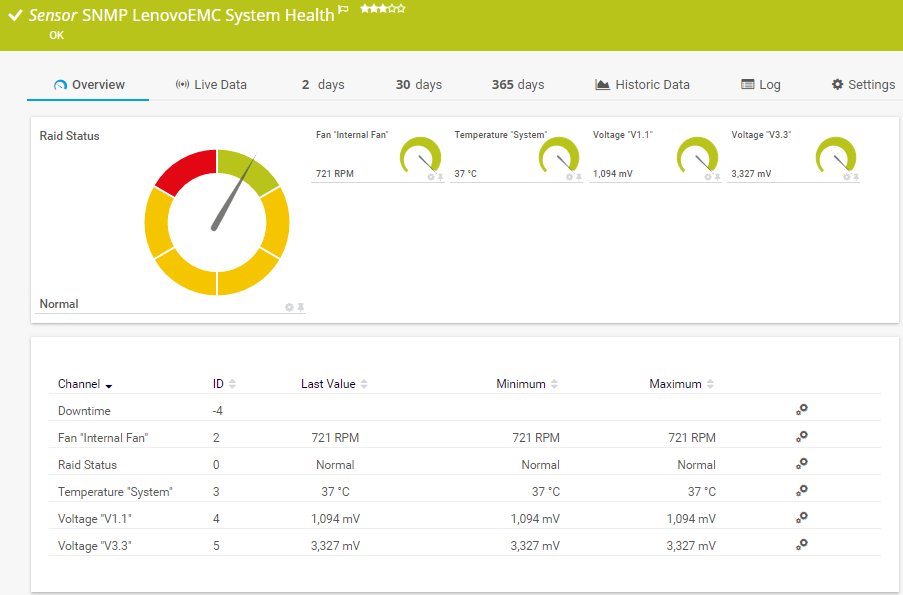 Sensor SNMP LenovoEMC System Health
OK
Overview Live Data 2 days 30 days 365 days Historic Data Log Settings
Raid Status
Normal
Fan "Internal Fan"
721 RPM
Temperature "System"
37 °C
Voltage "V1.1"
1,094 mV
Voltage "V3.3"
3,327 mV
Channel ID Last Value Minimum Maximum
Downtime -4
Fan "Internal Fan" 2 721 RPM 721 RPM 721 RPM
Raid Status 0 Normal Normal Normal
Temperature "System" 3 37 °C 37 °C 37 °C
Voltage "V1.1" 4 1,094 mV 1,094 mV 1,094 mV
Voltage "V3.3" 5 3,327 mV 3,327 mV 3,327 mV